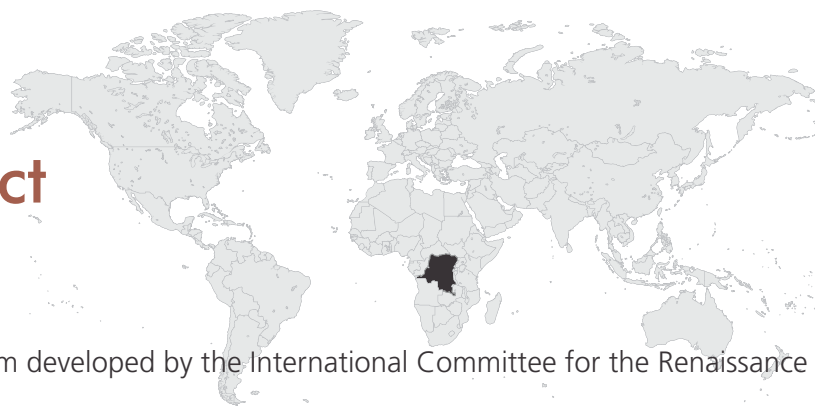 ct
m developed by the International Committee for the Renaissance